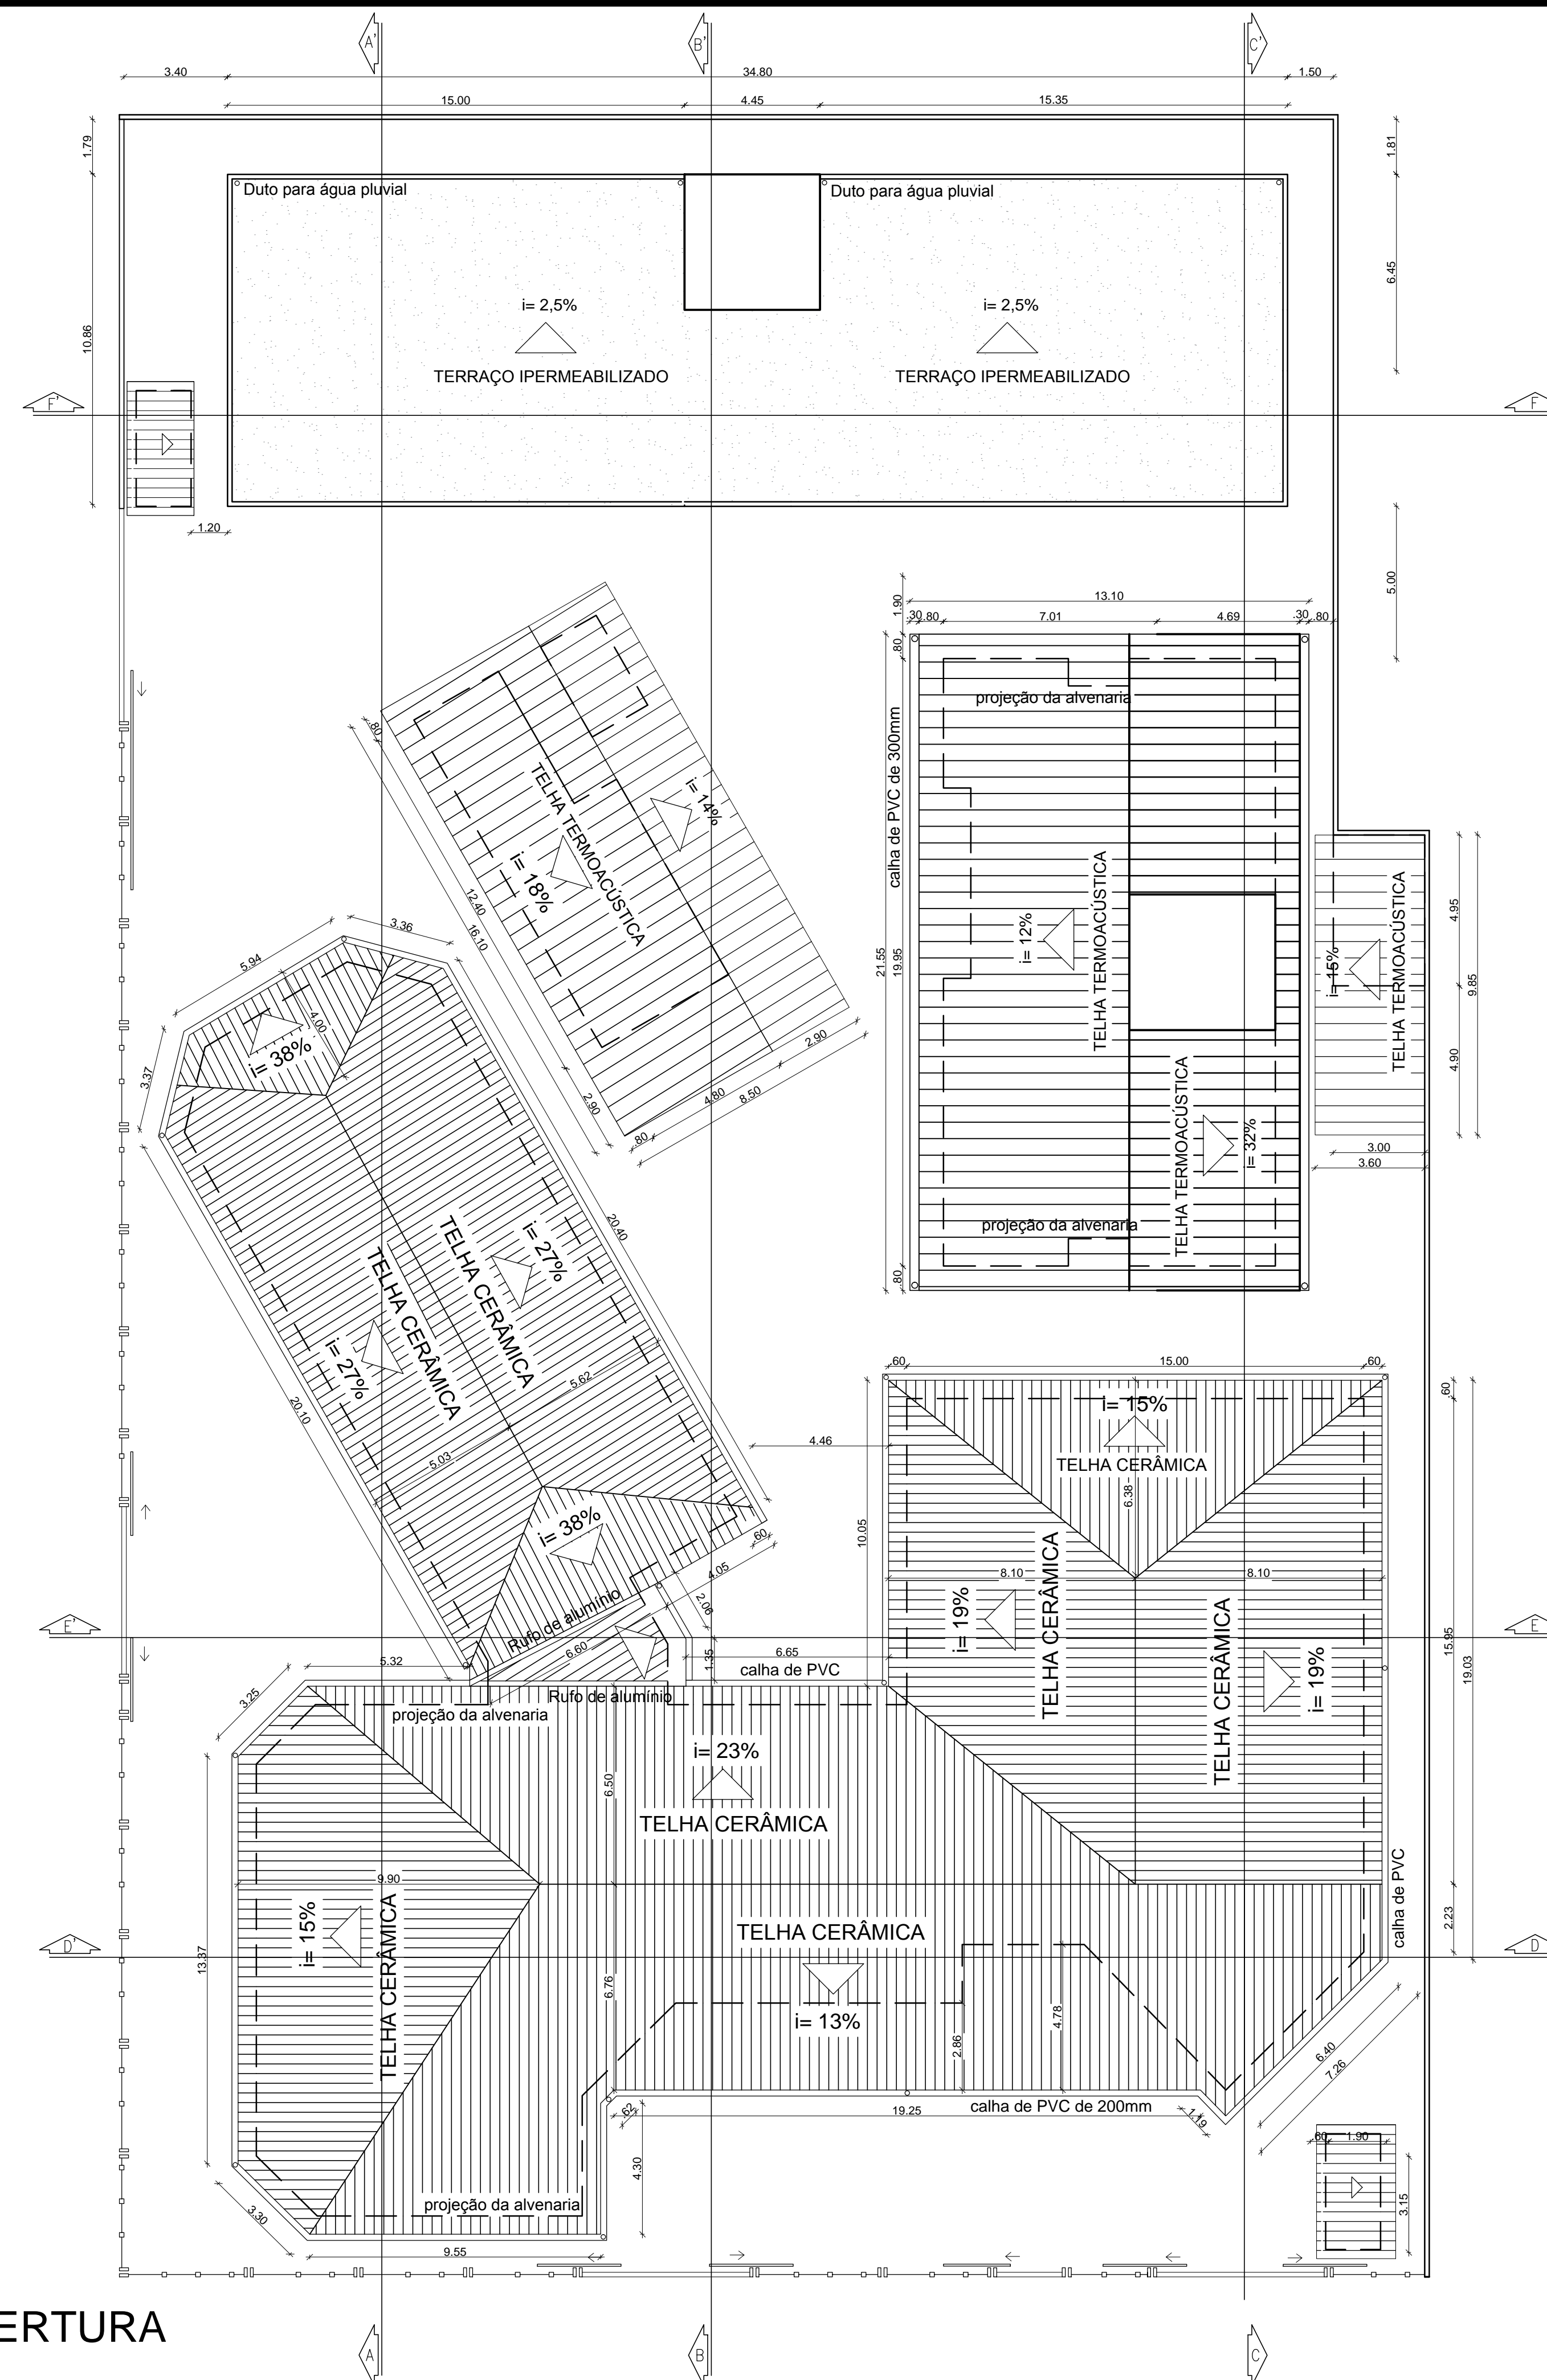 A'
B'
C'
3.40
34.80
1.50
15.00
4.45
15.35
1.79
1.81
Duto para água pluvial
Duto para água pluvial
6.45
10.86
i= 2,5%
i= 2,5%
TERRAÇO IPERMEABILIZADO
TERRAÇO IPERMEABILIZADO
F'
F
1.20
5.00
1.90
13.10
.30
.80
7.01
4.69
.30
.80
.80
projeção da alvenaria
calha de PVC de 300mm
.80
TELHA TERMOACÚSTICA
i= 14%
i= 18%
12.40
16.10
TELHA TERMOACÚSTICA
i= 12%
21.55
19.95
i= 15%
TELHA TERMOACÚSTICA
4.95
9.85
4.90
3.36
5.94
4.00
i= 38%
3.37
2.90
2.90
4.80
8.50
.80
TELHA TERMOACÚSTICA
i= 32%
3.00
3.60
projeção da alvenaria
.80
20.40
TELHA CERÂMICA
i= 27%
TELHA CERÂMICA
i= 27%
20.10
5.62
5.03
.60
15.00
.60
.60
i= 15%
TELHA CERÂMICA
4.46
6.38
10.05
8.10
8.10
i= 38%
.60
4.05
2.06
Rufo de alumínio
6.60
i= 19%
TELHA CERÂMICA
TELHA CERÂMICA
i= 19%
15.95
19.03
E'
E
1.35
6.65
calha de PVC
5.32
Rufo de alumínio
3.25
projeção da alvenaria
i= 23%
6.50
TELHA CERÂMICA
9.90
calha de PVC
i= 15%
TELHA CERÂMICA
TELHA CERÂMICA
2.23
D'
D
13.37
6.76
i= 13%
4.78
2.86
6.40
7.26
.62
19.25
calha de PVC de 200mm
1.19
4.30
.60
1.90
3.15
projeção da alvenaria
3.30
9.55
ERTURA
A
B
C